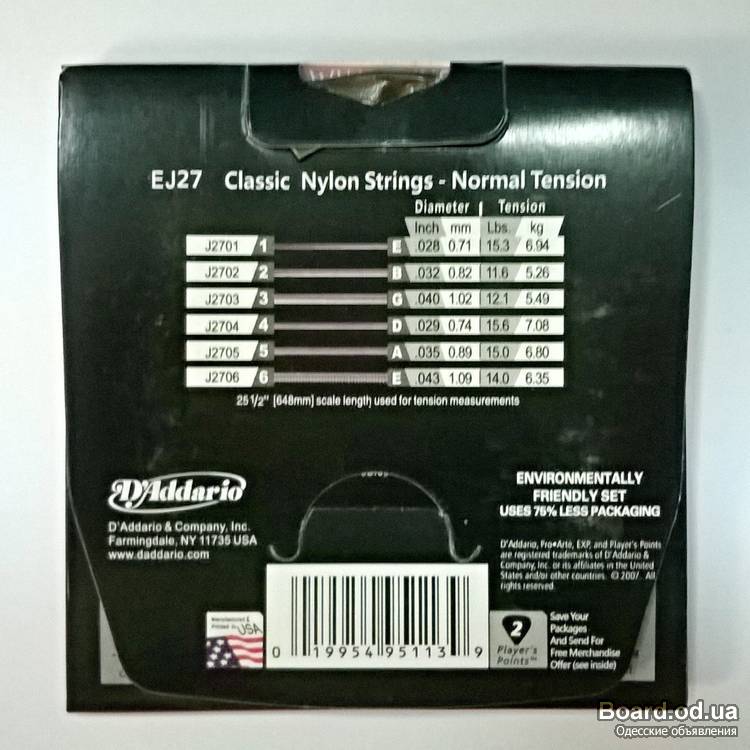 EJ27 Classic Nylon Strings - Normal Tension
Diameter Tension
Inch mm Lbs. kg
J2701 1 E .028 0.71 15.3 6.94
J2702 2 B .032 0.82 11.6 5.26
J2703 3 G .040 1.02 12.1 5.49
J2704 4 D .029 0.74 15.6 7.08
J2705 5 A .035 0.89 15.0 6.80
J2706 6 E .043 1.09 14.0 6.35
25 1/2" [648mm] scale length used for tension measurements
D'Addario
D'Addario & Company, Inc.
Farmingdale, NY 11735 USA
www.daddario.com
ENVIRONMENTALLY
FRIENDLY SET
USES 75% LESS PACKAGING
D'Addario, Pro•Arte, EXP, and Player's Points
are registered trademarks of D'Addario &
Company, Inc. or its affiliates in the United
States and/or other countries. © 2007. All
rights reserved.
Manufactured &
Printed in USA
0 19954 95113 9
2
Player's
Points™
Save Your
Packages
And Send For
Free Merchandise
Offer (see inside)
Board.od.ua
Одесские объявления